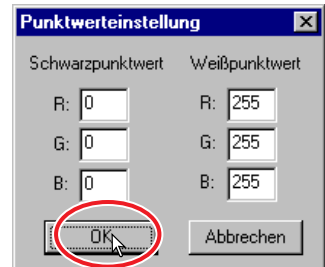 Punktwerteinstellung
Schwarzpunktwert Weißpunktwert
R: 0 R: 255
G: 0 G: 255
B: 0 B: 255
OK Abbrechen